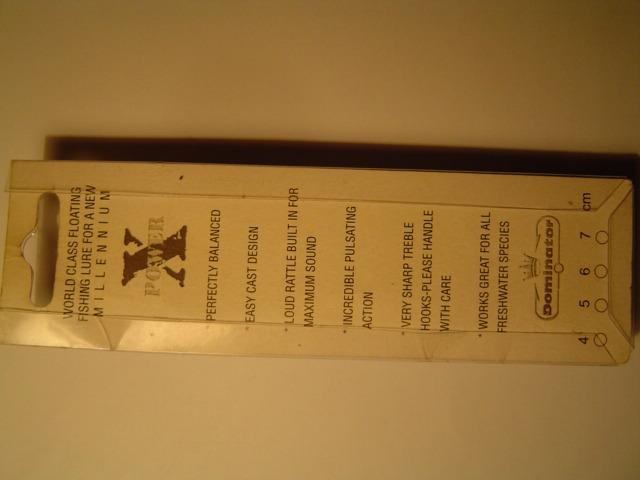 WORLD CLASS FLOATING
FISHING LURE FOR A NEW
MILLENNIUM
X
POWER
* PERFECTLY BALANCED
* EASY CAST DESIGN
* LOUD RATTLE BUILT IN FOR
MAXIMUM SOUND
* INCREDIBLE PULSATING
ACTION
* VERY SHARP TREBLE
HOOKS-PLEASE HANDLE
WITH CARE
* WORKS GREAT FOR ALL
FRESHWATER SPECIES
Dominator
4 5 6 7 cm